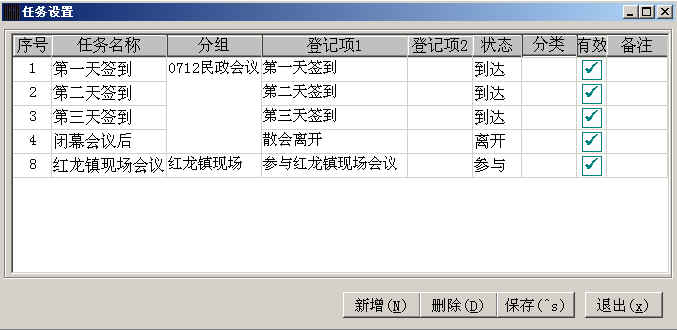 任务设置
序号 任务名称 分组 登记项1 登记项2 状态 分类 有效 备注
1 第一天签到 0712民政会议 第一天签到 到达
2 第二天签到 第二天签到 到达
3 第三天签到 第三天签到 到达
4 闭幕会议后 散会离开 离开
8 红龙镇现场会议 红龙镇现场 参与红龙镇现场会议 参与
新增(N) 删除(D) 保存(^s) 退出(x)